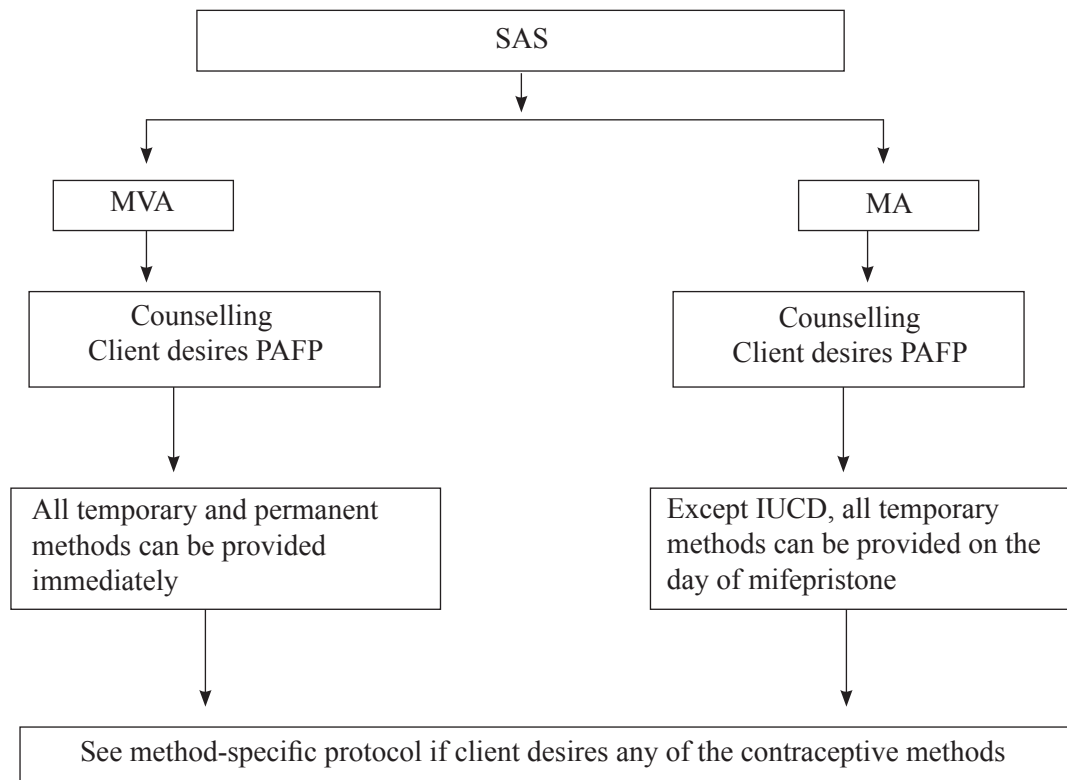 SAS
MVA
MA
Counselling
Client desires PAFP
Counselling
Client desires PAFP
All temporary and permanent
methods can be provided
immediately
Except IUCD, all temporary
methods can be provided on the
day of mifepristone
See method-specific protocol if client desires any of the contraceptive methods